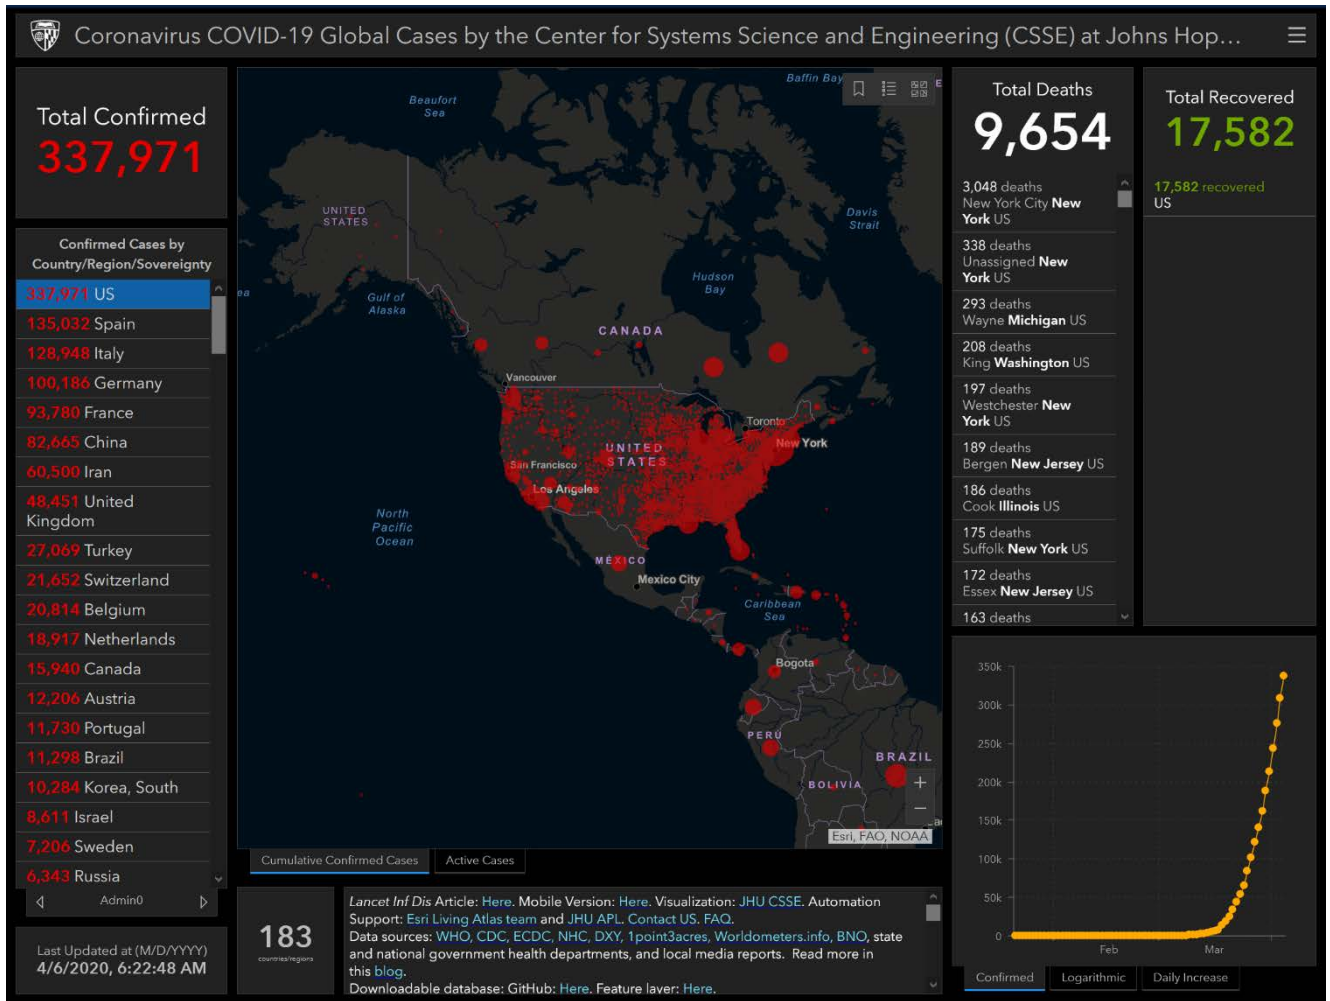 Coronavirus COVID-19 Global Cases by the Center for Systems Science and Engineering (CSSE) at Johns Hop...
Total Confirmed
337,971
Confirmed Cases by
Country/Region/Sovereignty
337,971 US
135,032 Spain
128,948 Italy
100,186 Germany
93,780 France
82,665 China
60,500 Iran
48,451 United
Kingdom
27,069 Turkey
21,652 Switzerland
20,814 Belgium
18,917 Netherlands
15,940 Canada
12,206 Austria
11,730 Portugal
11,298 Brazil
10,284 Korea, South
8,611 Israel
7,206 Sweden
6,343 Russia
Admin0
Last Updated at (M/D/YYYY)
4/6/2020, 6:22:48 AM
Baffin Bay
Beaufort
Sea
UNITED
STATES
Davis
Strait
Hudson
Bay
Gulf of
Alaska
CANADA
Vancouver
Toronto
New York
UNITED
STATES
San Francisco
Los Angeles
North
Pacific
Ocean
MÉXICO
Mexico City
Caribbean
Sea
Bogota
PERÚ
BRAZIL
BOLIVIA
+
−
Esri, FAO, NOAA
Cumulative Confirmed Cases
Active Cases
183
countries/regions
Lancet Inf Dis Article: Here. Mobile Version: Here. Visualization: JHU CSSE. Automation
Support: Esri Living Atlas team and JHU APL. Contact US. FAQ.
Data sources: WHO, CDC, ECDC, NHC, DXY, 1point3acres, Worldometers.info, BNO, state
and national government health departments, and local media reports. Read more in
this blog.
Downloadable database: GitHub: Here. Feature layer: Here.
Total Deaths
9,654
3,048 deaths
New York City New
York US
338 deaths
Unassigned New
York US
293 deaths
Wayne Michigan US
208 deaths
King Washington US
197 deaths
Westchester New
York US
189 deaths
Bergen New Jersey US
186 deaths
Cook Illinois US
175 deaths
Suffolk New York US
172 deaths
Essex New Jersey US
163 deaths
Total Recovered
17,582
17,582 recovered
US
350k
300k
250k
200k
150k
100k
50k
0
Feb
Mar
Confirmed
Logarithmic
Daily Increase